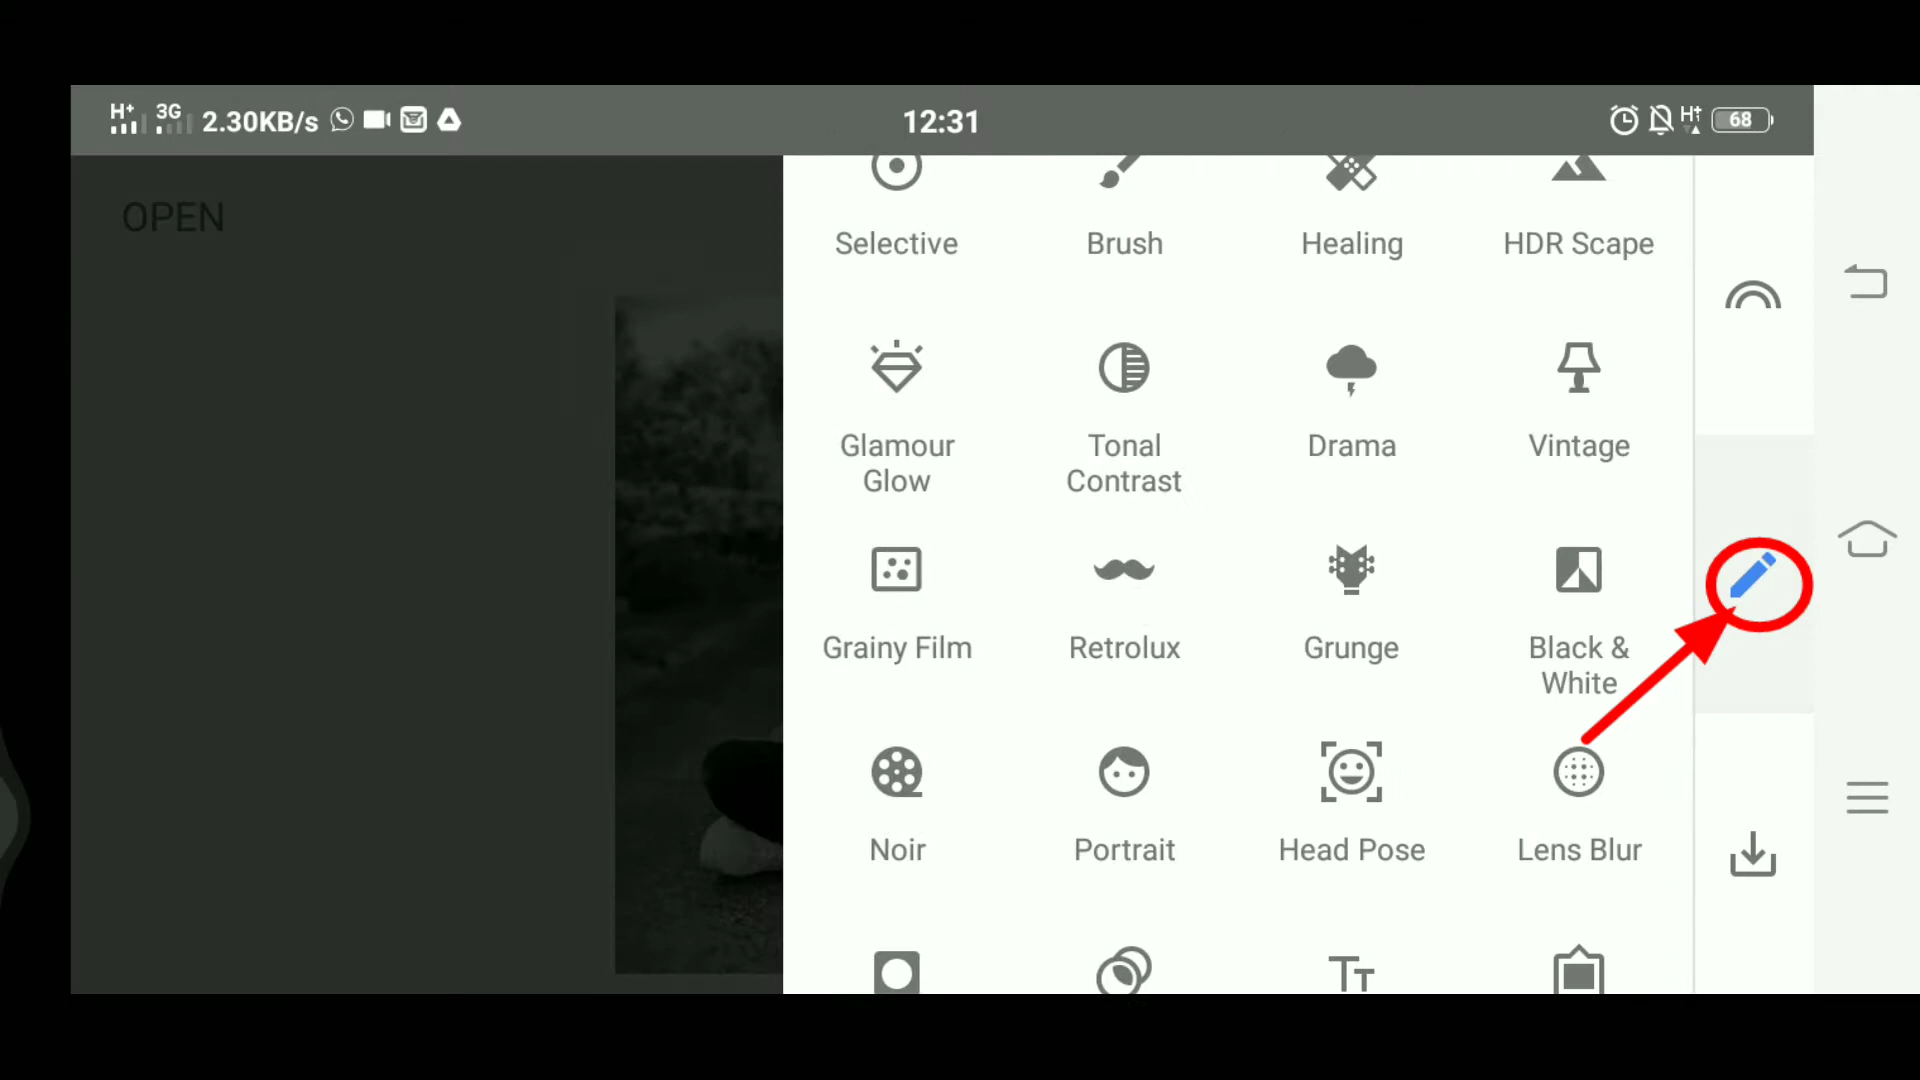 H+ 3G 2.30KB/s 12:31 H+ 68
OPEN
Selective Brush Healing HDR Scape
Glamour Glow Tonal Contrast Drama Vintage
Grainy Film Retrolux Grunge Black & White
Noir Portrait Head Pose Lens Blur
Tт